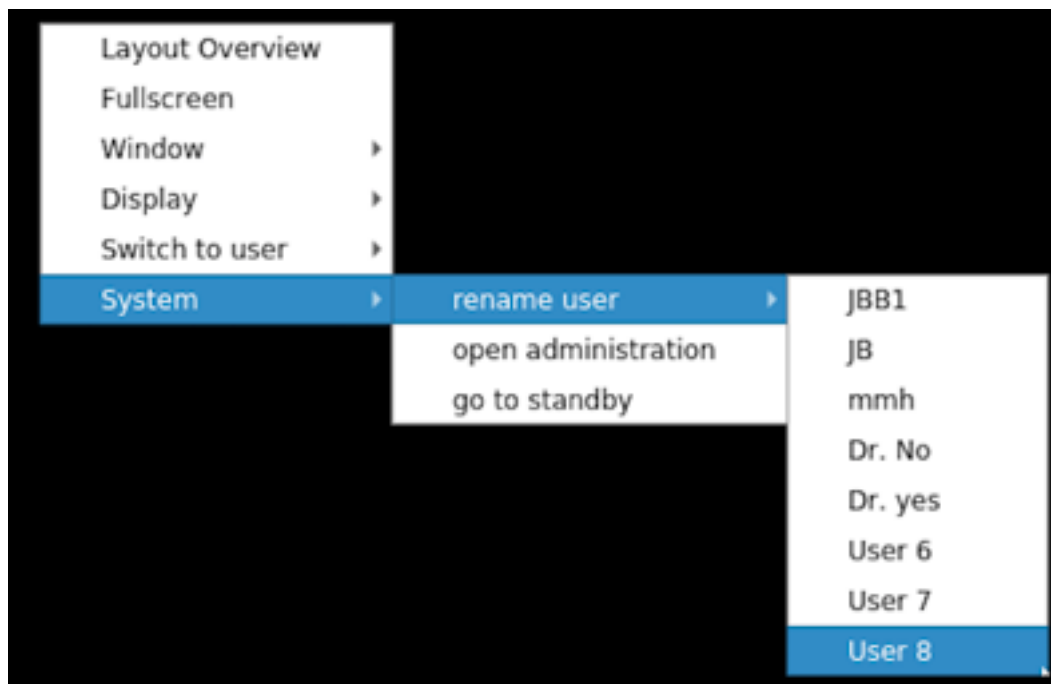 Layout Overview
Fullscreen
Window
Display
Switch to user
System
rename user
open administration
go to standby
JBB1
JB
mmh
Dr. No
Dr. yes
User 6
User 7
User 8